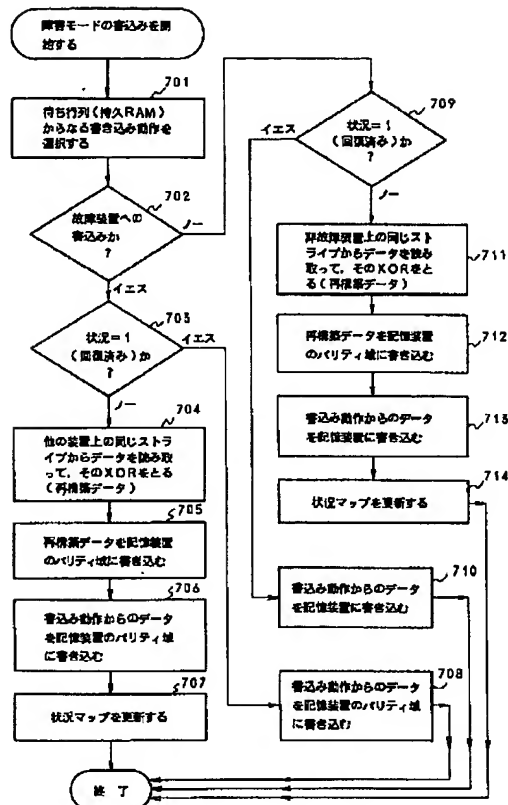 障害モードの書込みを開
始する
701
待ち行列(持久RAM)
からなる書き込み動作を
選択する
702
故障装置への
書込みか
?
ノー
イエス
703
状況=1
(回復済み)か
?
イエス
ノー
704
他の装置上の同じストラ
イプからデータを読み取
って,そのXORをとる
(再構築データ)
705
再構築データを記憶装置
のパリティ域に書き込む
706
書込み動作からのデータ
を記憶装置のパリティ域
に書き込む
707
状況マップを更新する
終了
709
状況=1
(回復済み)か
?
イエス
ノー
非故障装置上の同じスト
ライプからデータを読み
取って,そのXORをと
る(再構築データ)
711
再構築データを記憶装置
のパリティ域に書き込む
712
書込み動作からのデータ
を記憶装置に書き込む
713
714
状況マップを更新する
710
書込み動作からのデータ
を記憶装置に書き込む
708
書込み動作からのデータ
を記憶装置のパリティ域
に書き込む